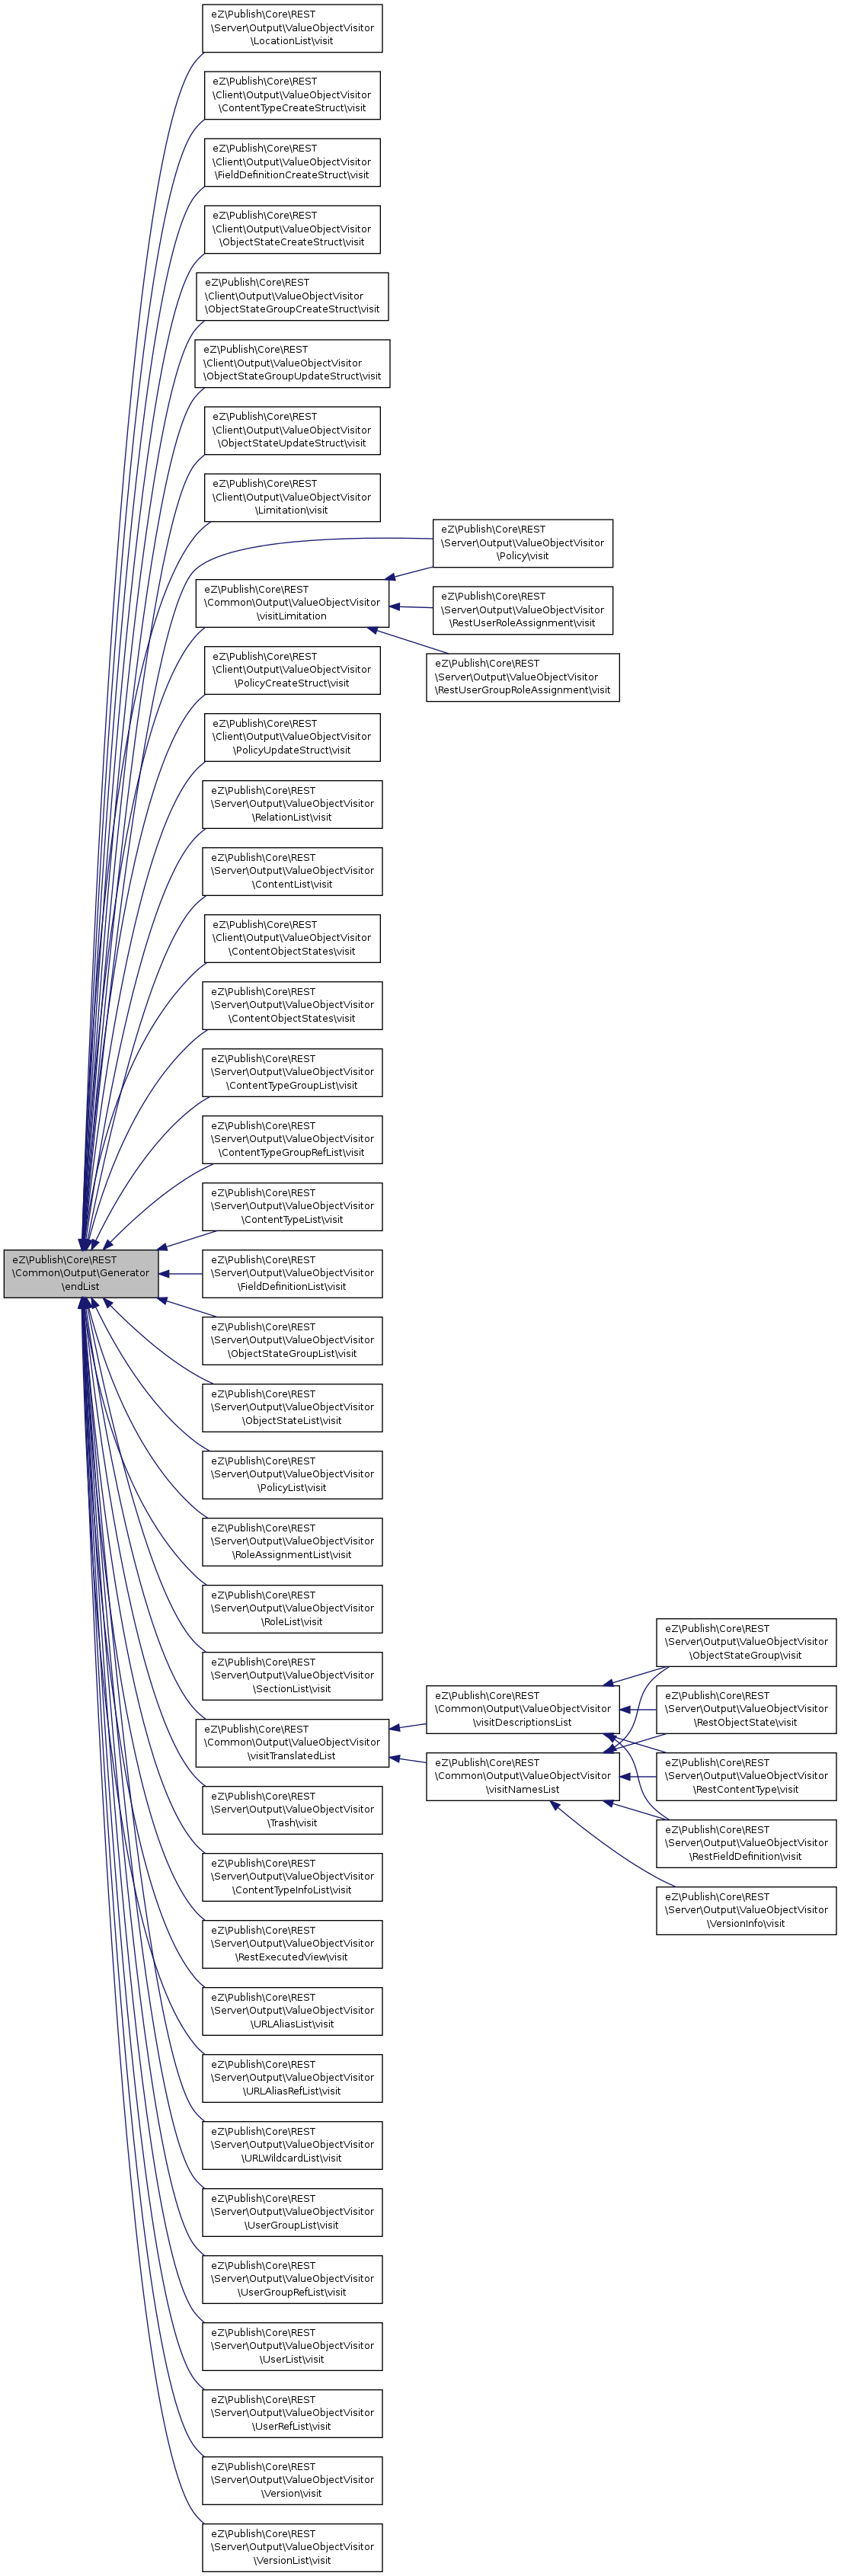 eZ\Publish\Core\REST
\Server\Output\ValueObjectVisitor
\LocationList\visit
eZ\Publish\Core\REST
\Client\Output\ValueObjectVisitor
\ContentTypeCreateStruct\visit
eZ\Publish\Core\REST
\Client\Output\ValueObjectVisitor
\FieldDefinitionCreateStruct\visit
eZ\Publish\Core\REST
\Client\Output\ValueObjectVisitor
\ObjectStateCreateStruct\visit
eZ\Publish\Core\REST
\Client\Output\ValueObjectVisitor
\ObjectStateGroupCreateStruct\visit
eZ\Publish\Core\REST
\Client\Output\ValueObjectVisitor
\ObjectStateGroupUpdateStruct\visit
eZ\Publish\Core\REST
\Client\Output\ValueObjectVisitor
\ObjectStateUpdateStruct\visit
eZ\Publish\Core\REST
\Client\Output\ValueObjectVisitor
\Limitation\visit
eZ\Publish\Core\REST
\Server\Output\ValueObjectVisitor
\Policy\visit
eZ\Publish\Core\REST
\Common\Output\ValueObjectVisitor
\visitLimitation
eZ\Publish\Core\REST
\Server\Output\ValueObjectVisitor
\RestUserRoleAssignment\visit
eZ\Publish\Core\REST
\Server\Output\ValueObjectVisitor
\RestUserGroupRoleAssignment\visit
eZ\Publish\Core\REST
\Client\Output\ValueObjectVisitor
\PolicyCreateStruct\visit
eZ\Publish\Core\REST
\Client\Output\ValueObjectVisitor
\PolicyUpdateStruct\visit
eZ\Publish\Core\REST
\Server\Output\ValueObjectVisitor
\RelationList\visit
eZ\Publish\Core\REST
\Server\Output\ValueObjectVisitor
\ContentList\visit
eZ\Publish\Core\REST
\Client\Output\ValueObjectVisitor
\ContentObjectStates\visit
eZ\Publish\Core\REST
\Server\Output\ValueObjectVisitor
\ContentObjectStates\visit
eZ\Publish\Core\REST
\Server\Output\ValueObjectVisitor
\ContentTypeGroupList\visit
eZ\Publish\Core\REST
\Server\Output\ValueObjectVisitor
\ContentTypeGroupRefList\visit
eZ\Publish\Core\REST
\Server\Output\ValueObjectVisitor
\ContentTypeList\visit
eZ\Publish\Core\REST
\Common\Output\Generator
\endList
eZ\Publish\Core\REST
\Server\Output\ValueObjectVisitor
\FieldDefinitionList\visit
eZ\Publish\Core\REST
\Server\Output\ValueObjectVisitor
\ObjectStateGroupList\visit
eZ\Publish\Core\REST
\Server\Output\ValueObjectVisitor
\ObjectStateList\visit
eZ\Publish\Core\REST
\Server\Output\ValueObjectVisitor
\PolicyList\visit
eZ\Publish\Core\REST
\Server\Output\ValueObjectVisitor
\RoleAssignmentList\visit
eZ\Publish\Core\REST
\Server\Output\ValueObjectVisitor
\RoleList\visit
eZ\Publish\Core\REST
\Server\Output\ValueObjectVisitor
\SectionList\visit
eZ\Publish\Core\REST
\Common\Output\ValueObjectVisitor
\visitTranslatedList
eZ\Publish\Core\REST
\Common\Output\ValueObjectVisitor
\visitDescriptionsList
eZ\Publish\Core\REST
\Common\Output\ValueObjectVisitor
\visitNamesList
eZ\Publish\Core\REST
\Server\Output\ValueObjectVisitor
\ObjectStateGroup\visit
eZ\Publish\Core\REST
\Server\Output\ValueObjectVisitor
\RestObjectState\visit
eZ\Publish\Core\REST
\Server\Output\ValueObjectVisitor
\RestContentType\visit
eZ\Publish\Core\REST
\Server\Output\ValueObjectVisitor
\RestFieldDefinition\visit
eZ\Publish\Core\REST
\Server\Output\ValueObjectVisitor
\VersionInfo\visit
eZ\Publish\Core\REST
\Server\Output\ValueObjectVisitor
\Trash\visit
eZ\Publish\Core\REST
\Server\Output\ValueObjectVisitor
\ContentTypeInfoList\visit
eZ\Publish\Core\REST
\Server\Output\ValueObjectVisitor
\RestExecutedView\visit
eZ\Publish\Core\REST
\Server\Output\ValueObjectVisitor
\URLAliasList\visit
eZ\Publish\Core\REST
\Server\Output\ValueObjectVisitor
\URLAliasRefList\visit
eZ\Publish\Core\REST
\Server\Output\ValueObjectVisitor
\URLWildcardList\visit
eZ\Publish\Core\REST
\Server\Output\ValueObjectVisitor
\UserGroupList\visit
eZ\Publish\Core\REST
\Server\Output\ValueObjectVisitor
\UserGroupRefList\visit
eZ\Publish\Core\REST
\Server\Output\ValueObjectVisitor
\UserList\visit
eZ\Publish\Core\REST
\Server\Output\ValueObjectVisitor
\UserRefList\visit
eZ\Publish\Core\REST
\Server\Output\ValueObjectVisitor
\Version\visit
eZ\Publish\Core\REST
\Server\Output\ValueObjectVisitor
\VersionList\visit